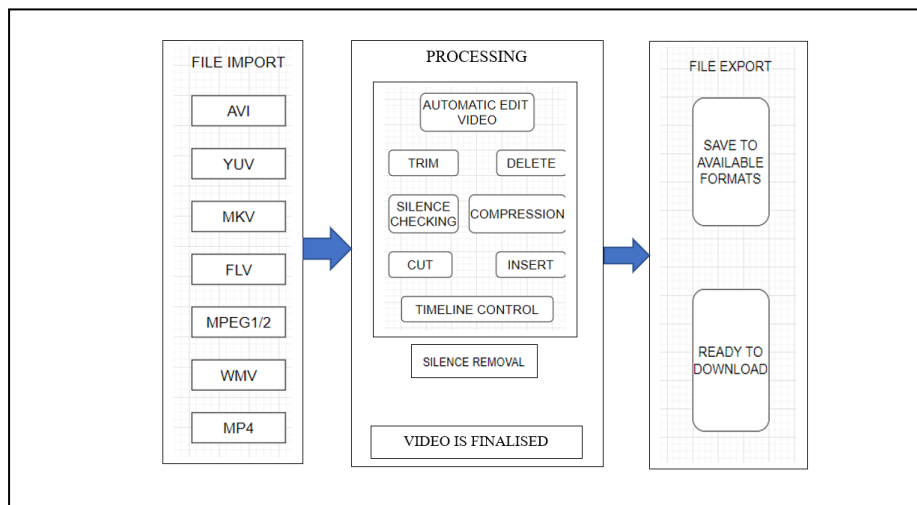 FILE IMPORT
AVI
YUV
MKV
FLV
MPEG1/2
WMV
MP4
PROCESSING
AUTOMATIC EDIT
VIDEO
TRIM
DELETE
SILENCE
CHECKING
COMPRESSION
CUT
INSERT
TIMELINE CONTROL
SILENCE REMOVAL
VIDEO IS FINALISED
FILE EXPORT
SAVE TO
AVAILABLE
FORMATS
READY TO
DOWNLOAD